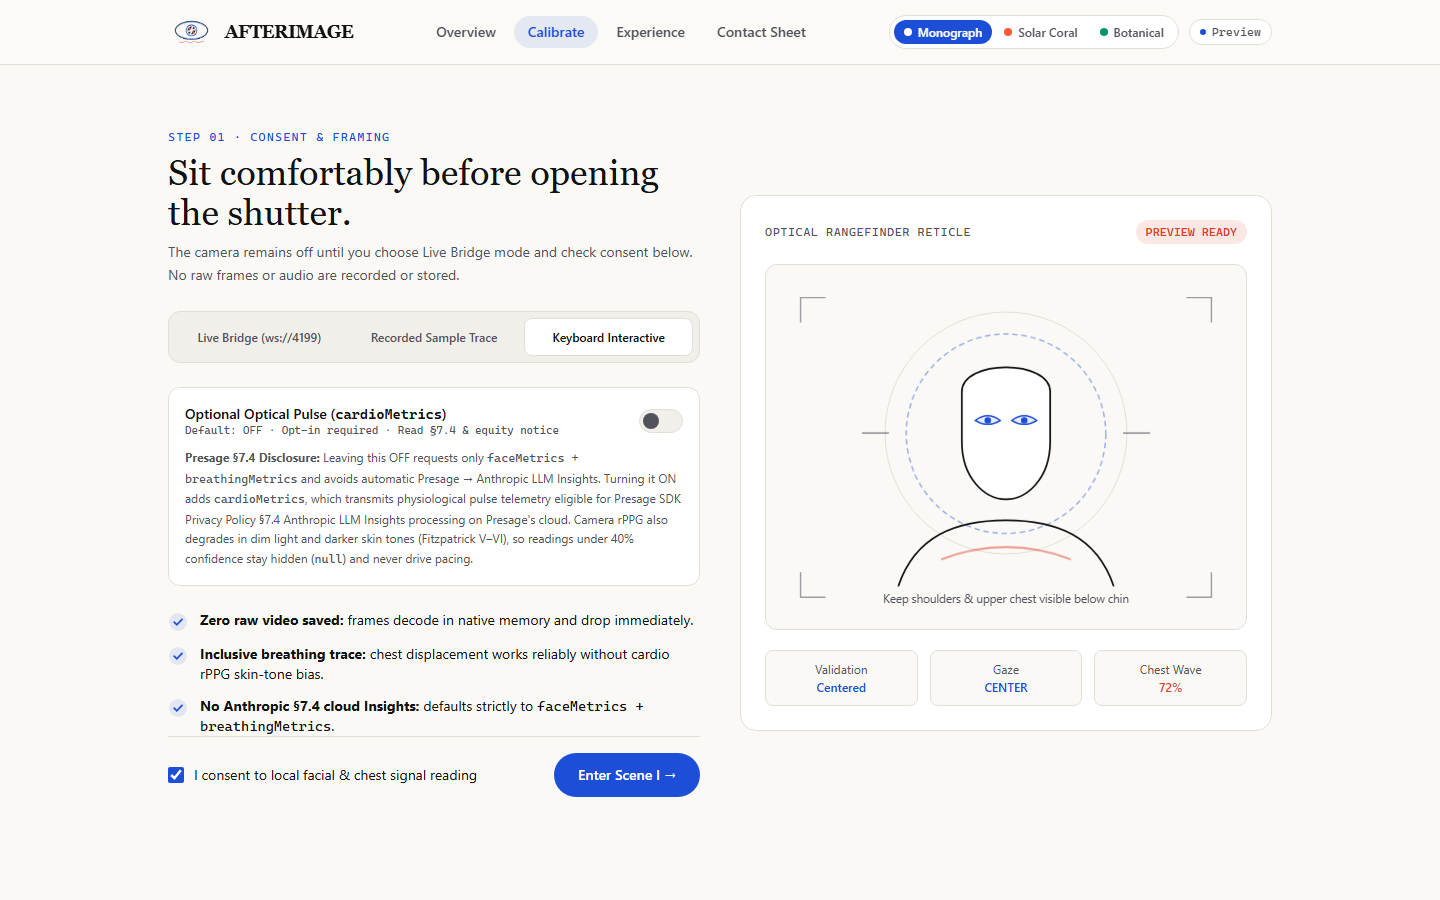 AFTERIMAGE
Overview
Calibrate
Experience
Contact Sheet
Monograph
Solar Coral
Botanical
Preview
STEP 01 · CONSENT & FRAMING
Sit comfortably before opening
the shutter.
The camera remains off until you choose Live Bridge mode and check consent below.
No raw frames or audio are recorded or stored.
Live Bridge (ws://4199)
Recorded Sample Trace
Keyboard Interactive
Optional Optical Pulse (cardioMetrics)
Default: OFF · Opt-in required · Read §7.4 & equity notice
Presage §7.4 Disclosure: Leaving this OFF requests only faceMetrics +
breathingMetrics and avoids automatic Presage → Anthropic LLM Insights. Turning it ON
adds cardioMetrics, which transmits physiological pulse telemetry eligible for Presage SDK
Privacy Policy §7.4 Anthropic LLM Insights processing on Presage's cloud. Camera rPPG also
degrades in dim light and darker skin tones (Fitzpatrick V–VI), so readings under 40%
confidence stay hidden (null) and never drive pacing.
Zero raw video saved: frames decode in native memory and drop immediately.
Inclusive breathing trace: chest displacement works reliably without cardio
rPPG skin-tone bias.
No Anthropic §7.4 cloud Insights: defaults strictly to faceMetrics +
breathingMetrics.
I consent to local facial & chest signal reading
Enter Scene I →
OPTICAL RANGEFINDER RETICLE
PREVIEW READY
Keep shoulders & upper chest visible below chin
Validation
Centered
Gaze
CENTER
Chest Wave
72%